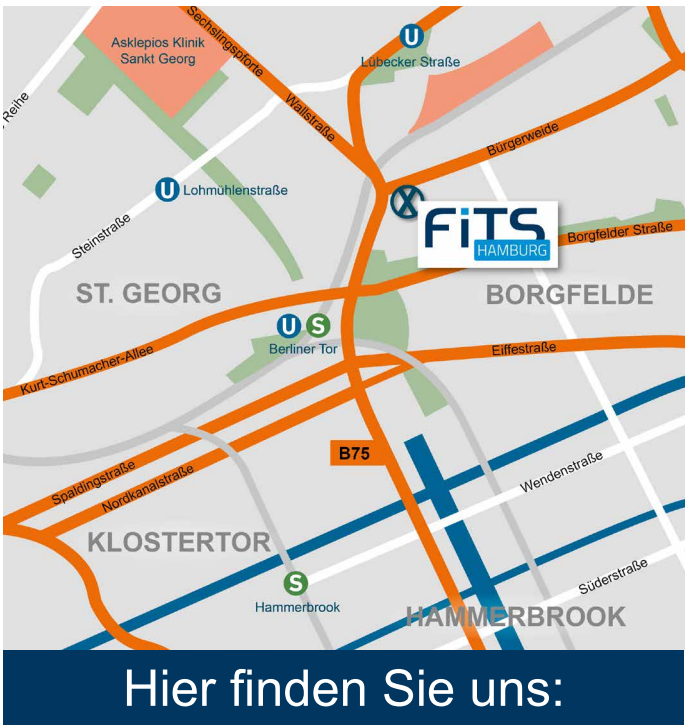 Sechslingspforte
Asklepios Klinik
Sankt Georg
U
Lübecker Straße
Reihe
Wallstraße
Bürgerweide
U
Lohmühlenstraße
X
FiTS
HAMBURG
Steinstraße
Borgfelder Straße
ST. GEORG
BORGFELDE
U S
Berliner Tor
Kurt-Schumacher-Allee
Eiffestraße
B75
Spaldingstraße
Nordkanalstraße
Wendenstraße
KLOSTERTOR
S
Hammerbrook
Süderstraße
HAMMERBROOK
Hier finden Sie uns: